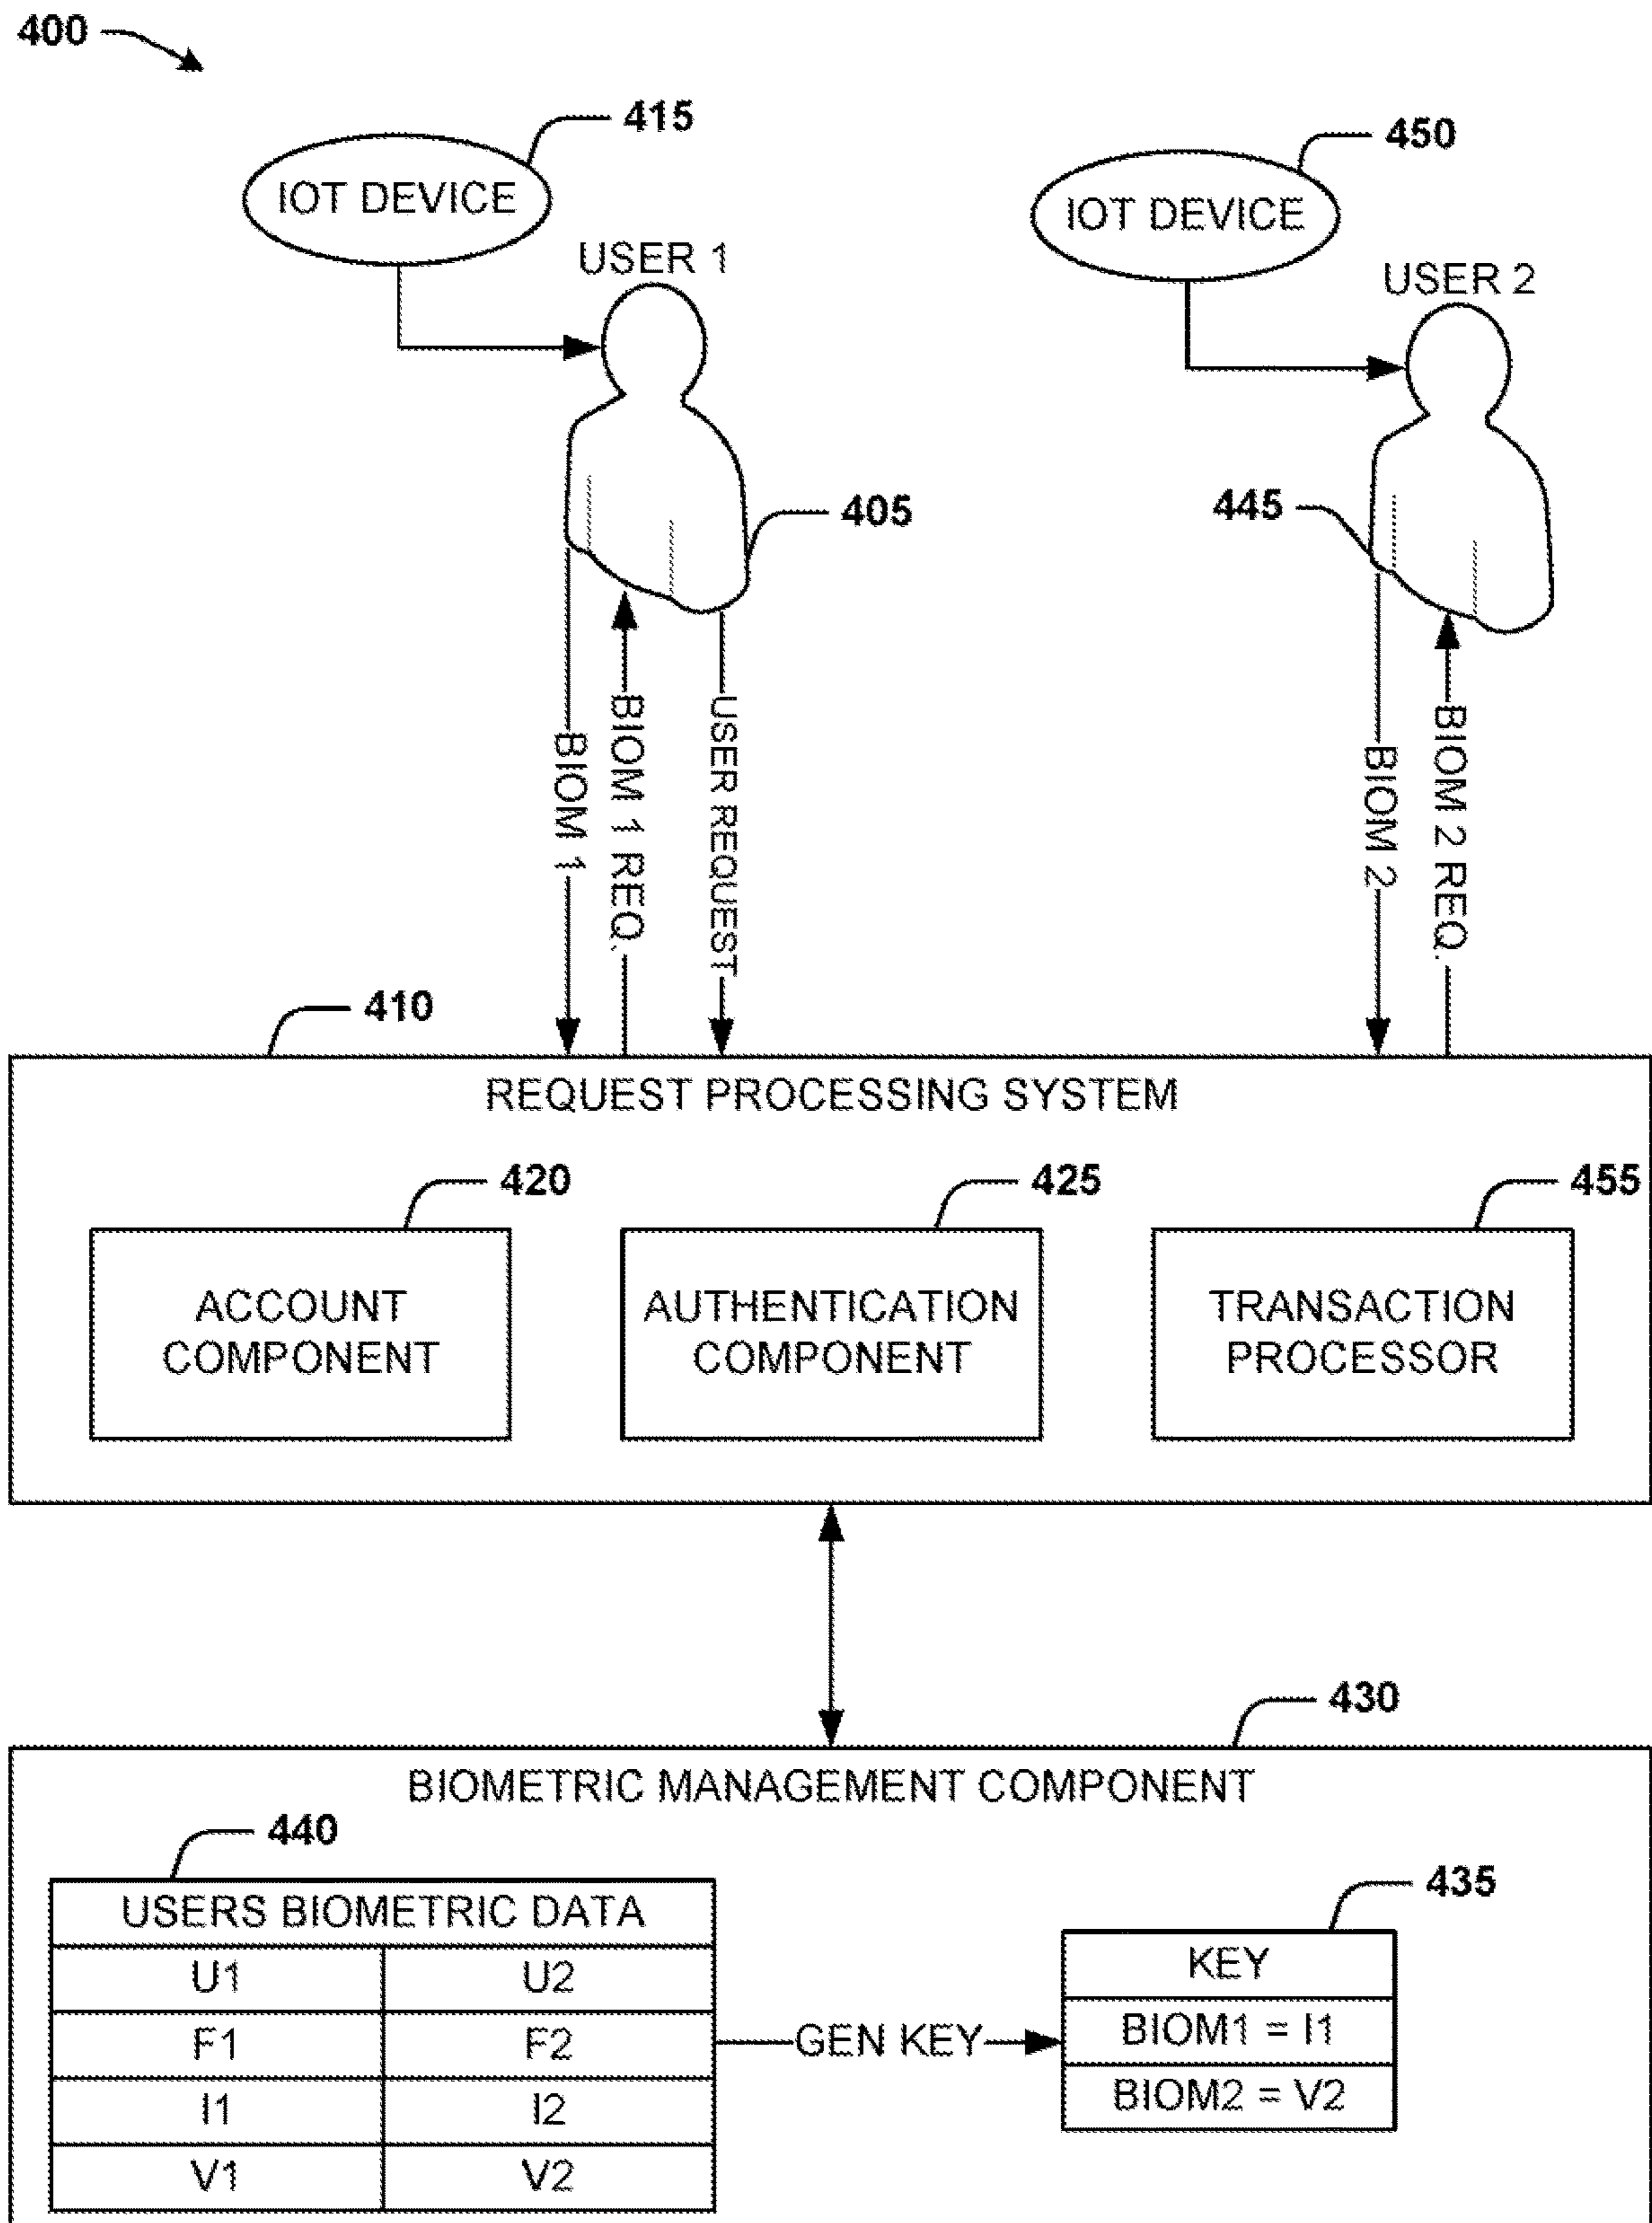 400
415
450
IOT DEVICE
IOT DEVICE
USER 1
USER 2
405
445
BIOM 1
BIOM 1 REQ.
USER REQUEST
BIOM 2
BIOM 2 REQ.
410
REQUEST PROCESSING SYSTEM
420
425
455
ACCOUNT
COMPONENT
AUTHENTICATION
COMPONENT
TRANSACTION
PROCESSOR
430
BIOMETRIC MANAGEMENT COMPONENT
440
435
USERS BIOMETRIC DATA
U1 U2
F1 F2
I1 I2
V1 V2
GEN KEY
KEY
BIOM1 = I1
BIOM2 = V2